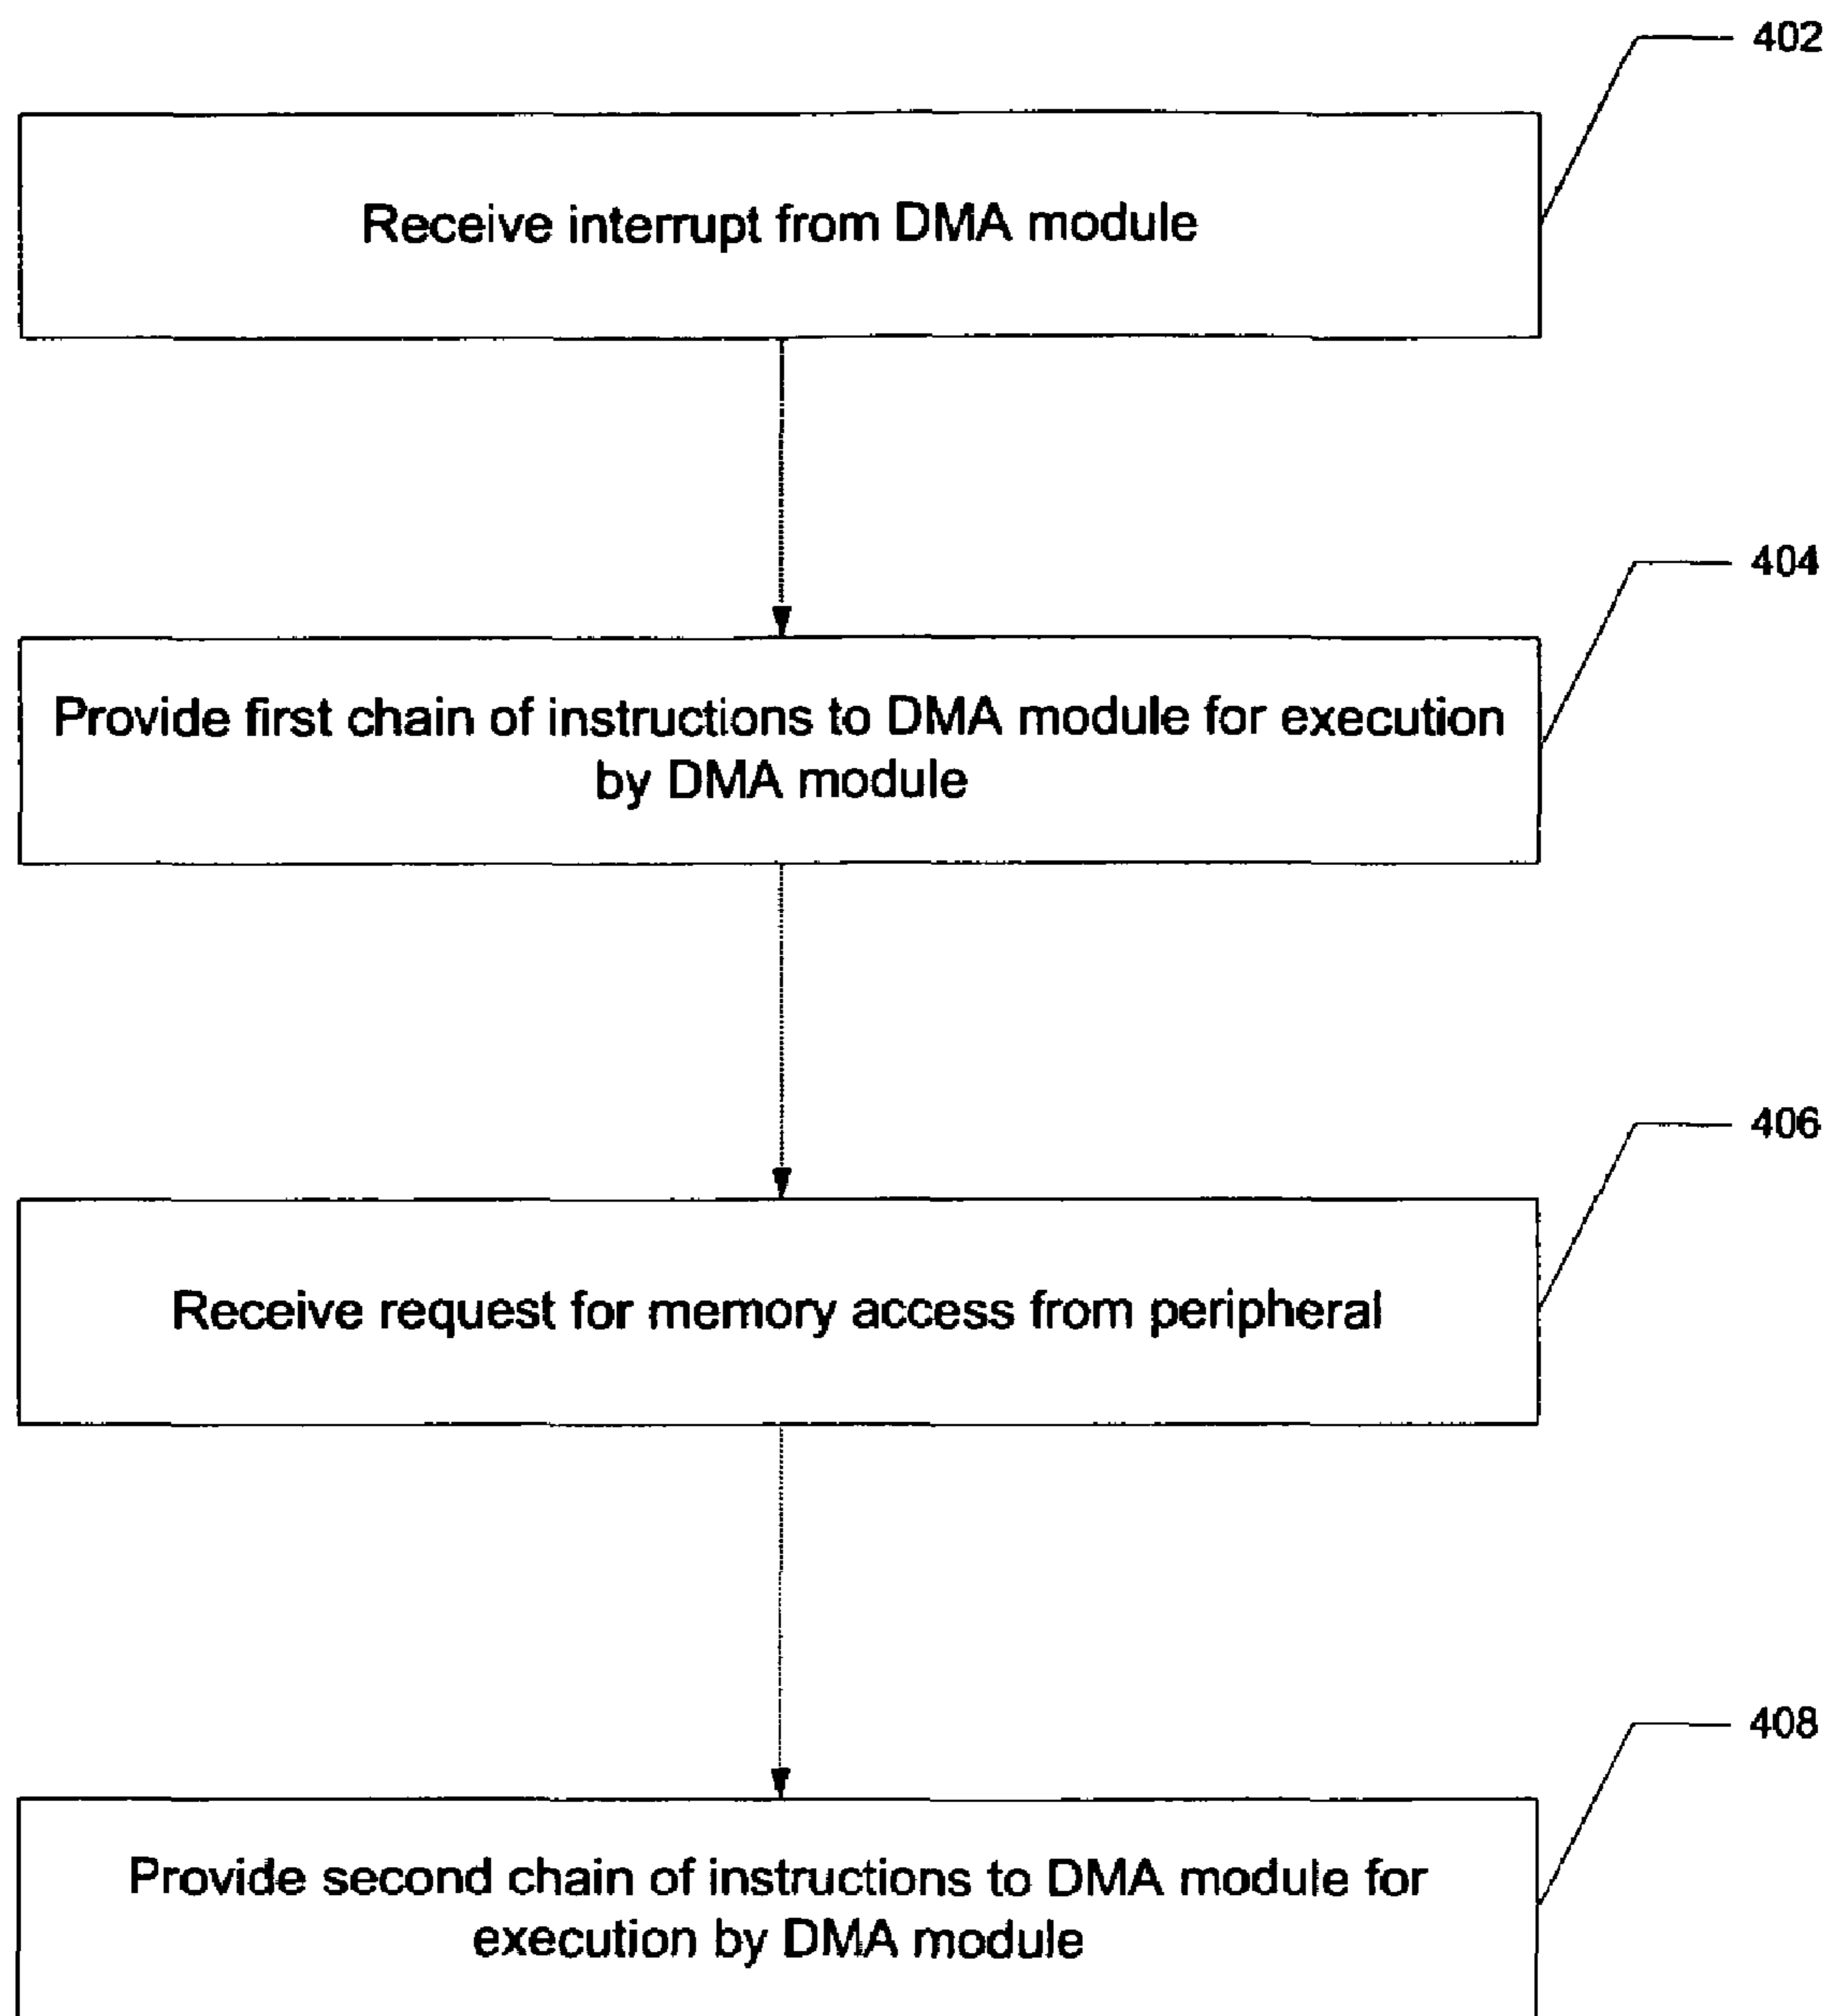 402
Receive interrupt from DMA module
404
Provide first chain of instructions to DMA module for execution
by DMA module
406
Receive request for memory access from peripheral
408
Provide second chain of instructions to DMA module for
execution by DMA module